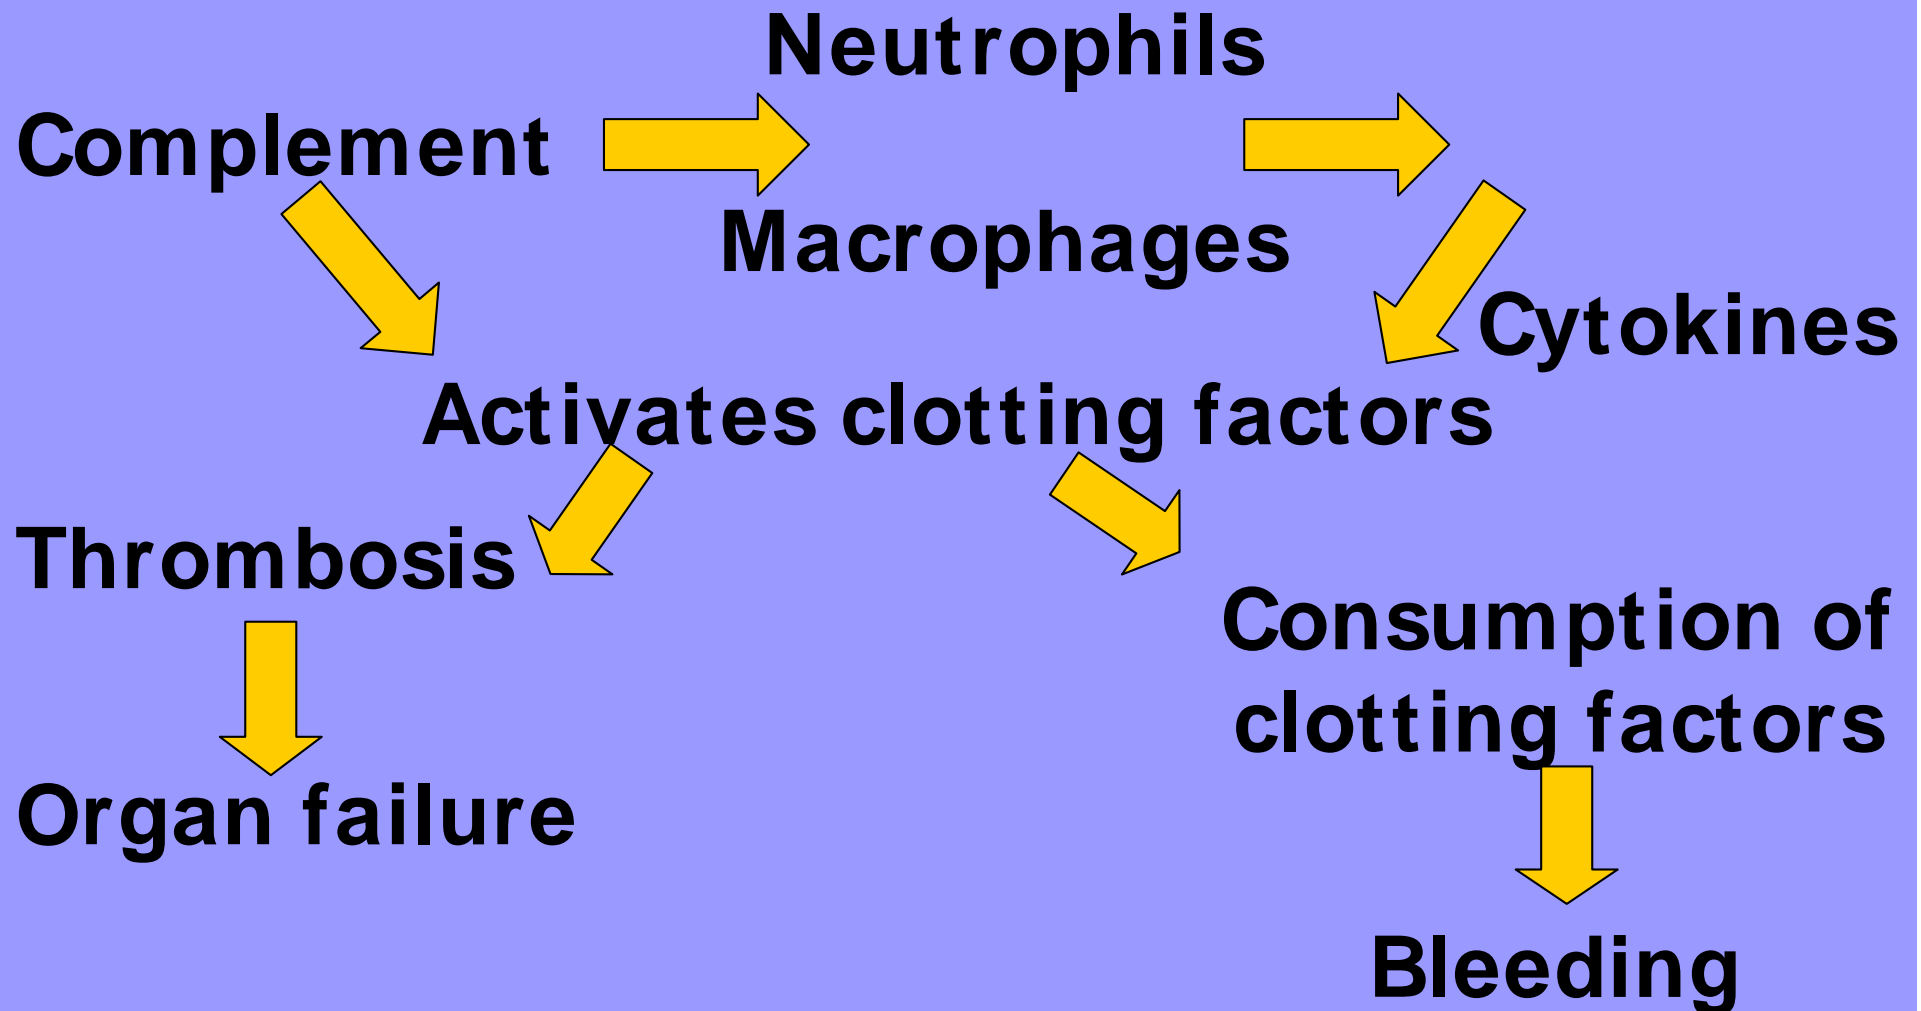 Neutrophils
Complement
Macrophages
Cytokines
Activates clotting factors
Thrombosis
Consumption of
clotting factors
Organ failure
Bleeding